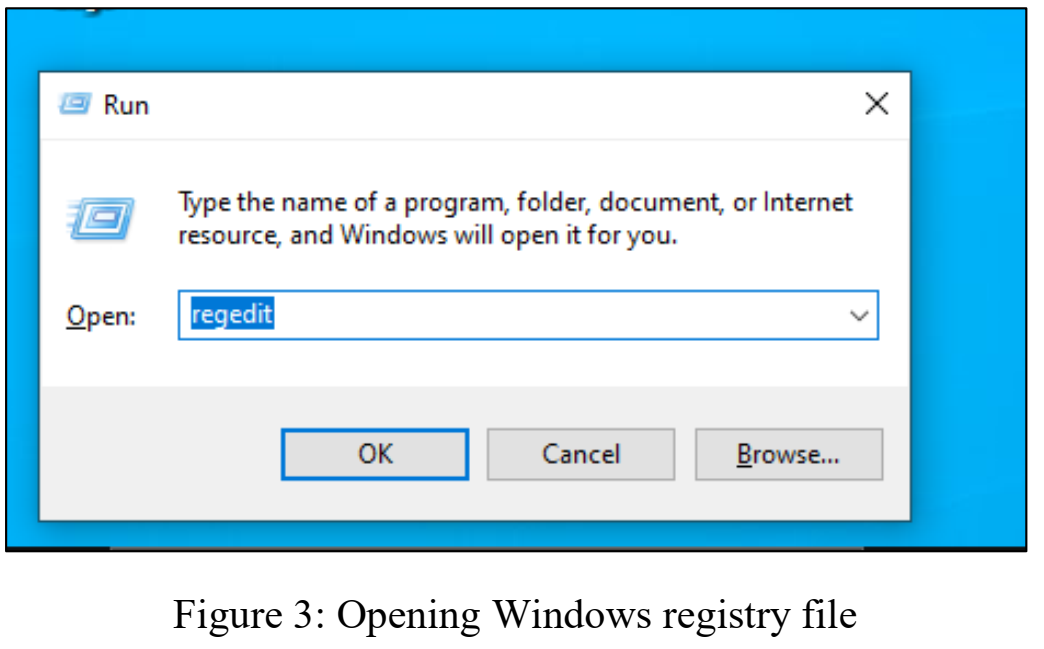 Run
Type the name of a program, folder, document, or Internet
resource, and Windows will open it for you.
Open: regedit
OK Cancel Browse...
Figure 3: Opening Windows registry file